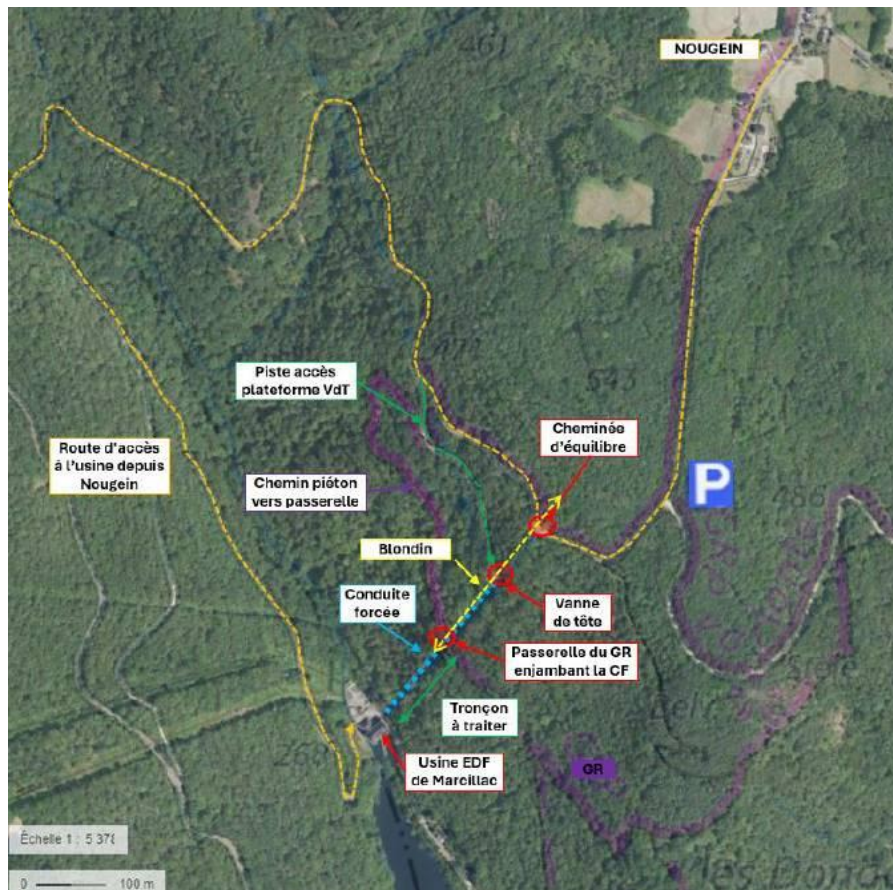 461
NOUGEIN
Piste accès
plateforme VdT
543
Cheminée
d'équilibre
Route d'accès
à l'usine depuis
Nougein
Chemin piéton
vers passerelle
P
Blondin
Conduite
forcée
Vanne
de tête
Passerelle du GR
enjambant la CF
Tronçon
à traiter
Usine EDF
de Marcillac
GR
Échelle 1 : 5 378
0
100 m